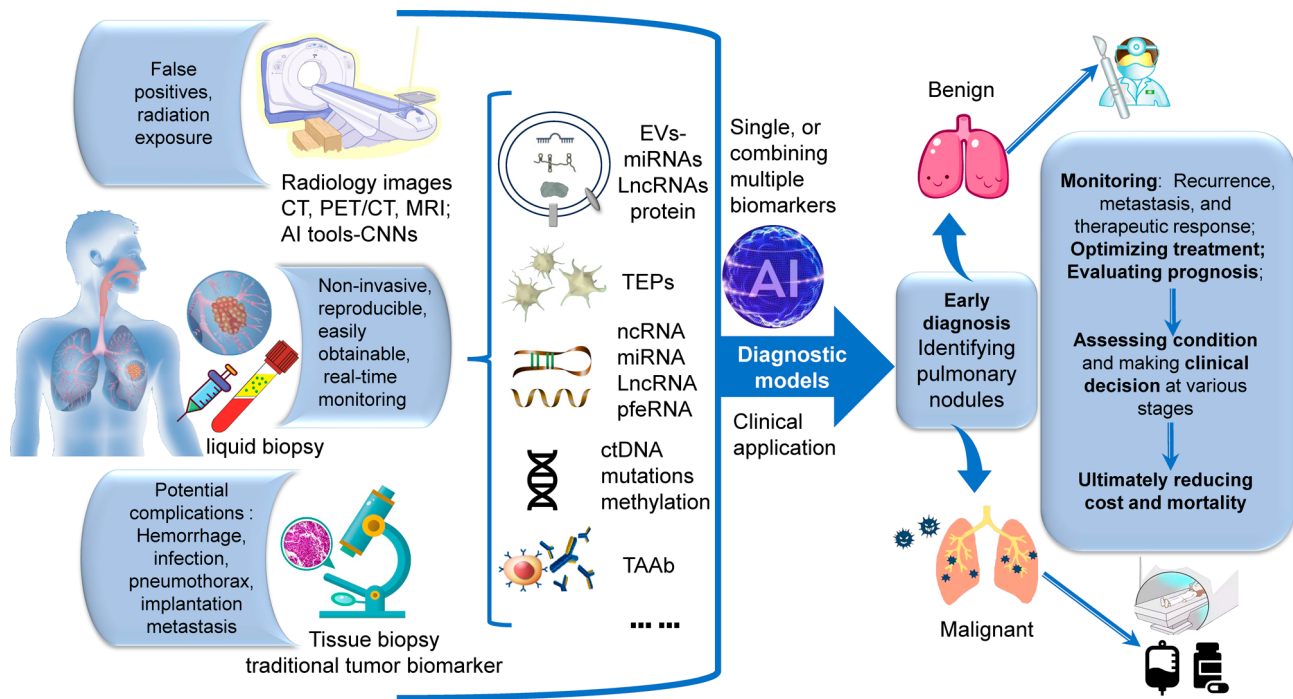 False
positives,
radiation
exposure
Radiology images
CT, PET/CT, MRI;
AI tools-CNNs
Non-invasive,
reproducible,
easily
obtainable,
real-time
monitoring
liquid biopsy
Potential
complications :
Hemorrhage,
infection,
pneumothorax,
implantation
metastasis
Tissue biopsy
traditional tumor biomarker
EVs-
miRNAs
LncRNAs
protein
TEPs
ncRNA
miRNA
LncRNA
pfeRNA
ctDNA
mutations
methylation
TAAb
... ...
Single, or
combining
multiple
biomarkers
AI
Diagnostic
models
Clinical
application
Benign
Early
diagnosis
Identifying
pulmonary
nodules
Malignant
Monitoring: Recurrence,
metastasis, and
therapeutic response;
Optimizing treatment;
Evaluating prognosis;
Assessing condition
and making clinical
decision at various
stages
Ultimately reducing
cost and mortality